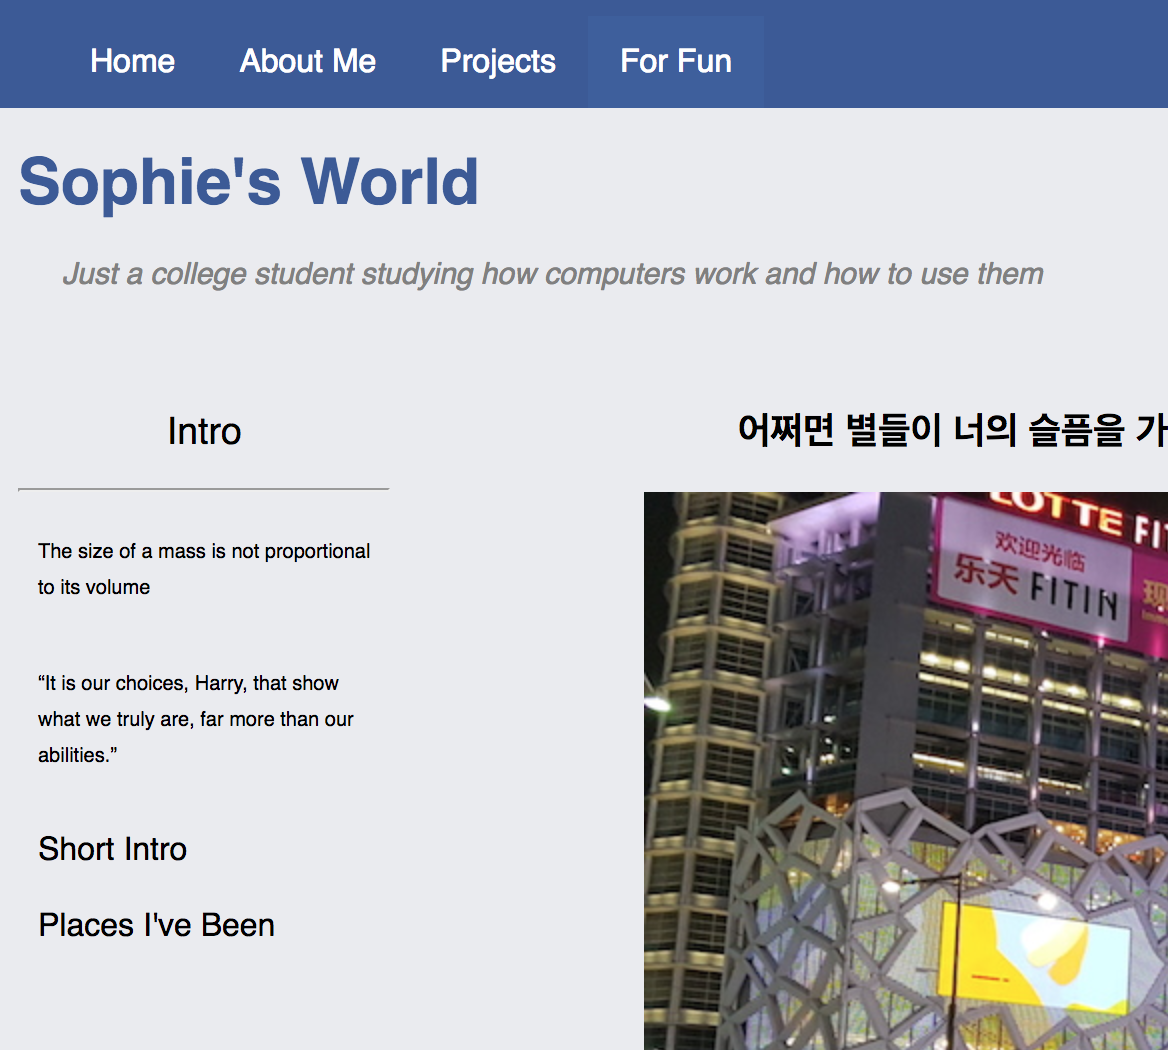 Home About Me Projects For Fun
Sophie's World
Just a college student studying how computers work and how to use them
Intro
The size of a mass is not proportional
to its volume
“It is our choices, Harry, that show
what we truly are, far more than our
abilities.”
Short Intro
Places I've Been
어쩌면 별들이 너의 슬픔을 가
LOTTE FI
欢迎光临
乐天 FITIN
现